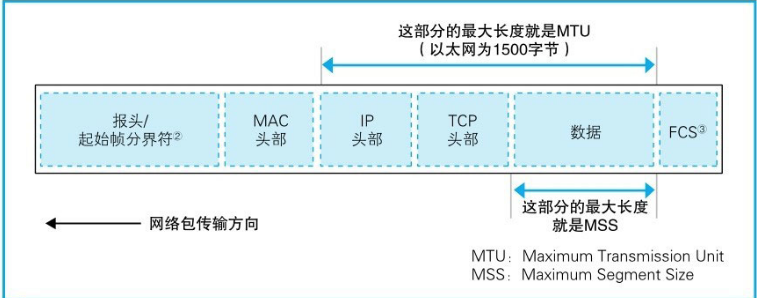 这部分的最大长度就是MTU
（以太网为1500字节）
报头/
起始帧分界符②
MAC
头部
IP
头部
TCP
头部
数据
FCS③
这部分的最大长度
就是MSS
网络包传输方向
MTU：Maximum Transmission Unit
MSS：Maximum Segment Size